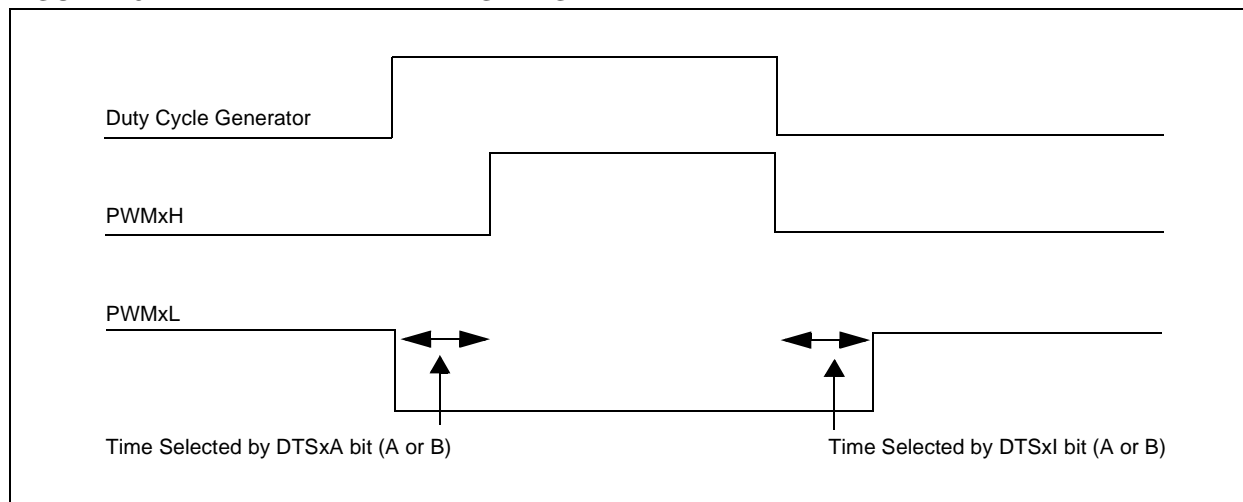 Duty Cycle Generator
PWMxH
PWMxL
Time Selected by DTSxA bit (A or B)
Time Selected by DTSxI bit (A or B)